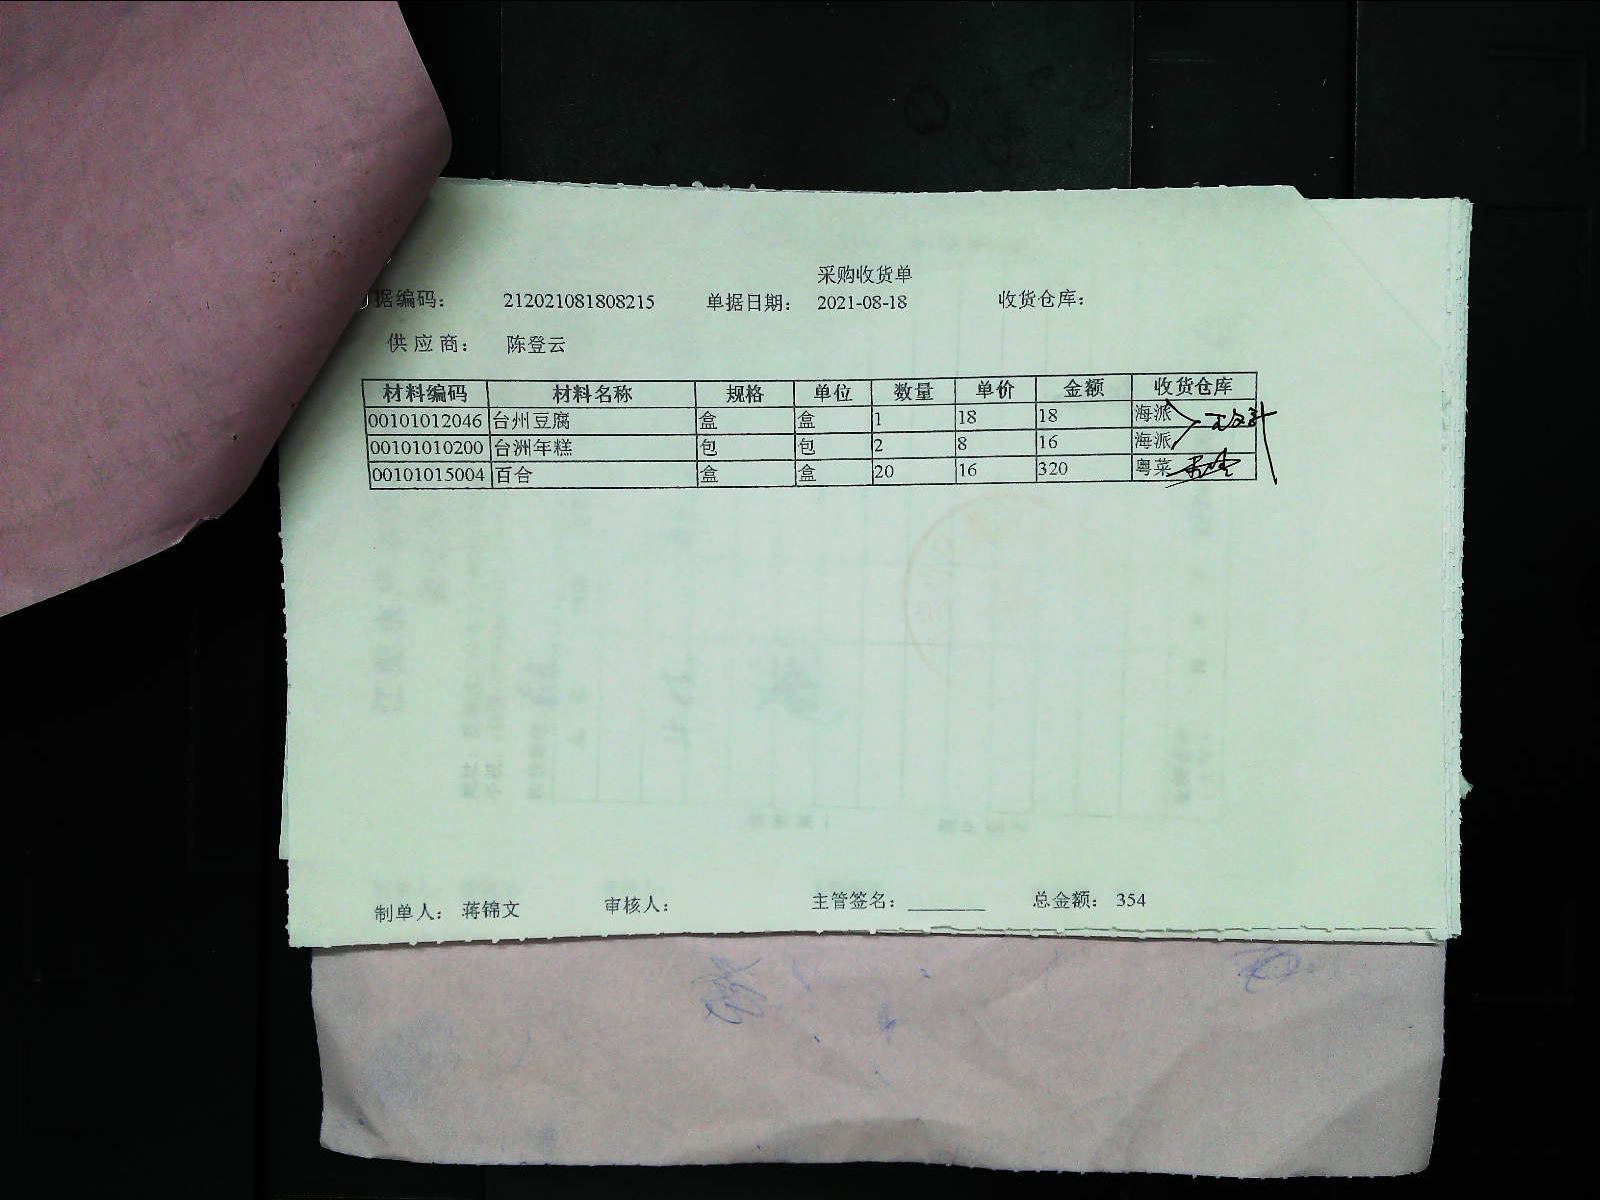 采购收货单
据编码： 212021081808215 单据日期： 2021-08-18 收货仓库：
供应商： 陈登云
材料编码 材料名称 规格 单位 数量 单价 金额 收货仓库
00101012046 台州豆腐 盒 盒 1 18 18 海派
00101010200 台洲年糕 包 包 2 8 16 海派
00101015004 百合 盒 盒 20 16 320 粤菜
制单人： 蒋锦文 审核人： 主管签名： 总金额： 354